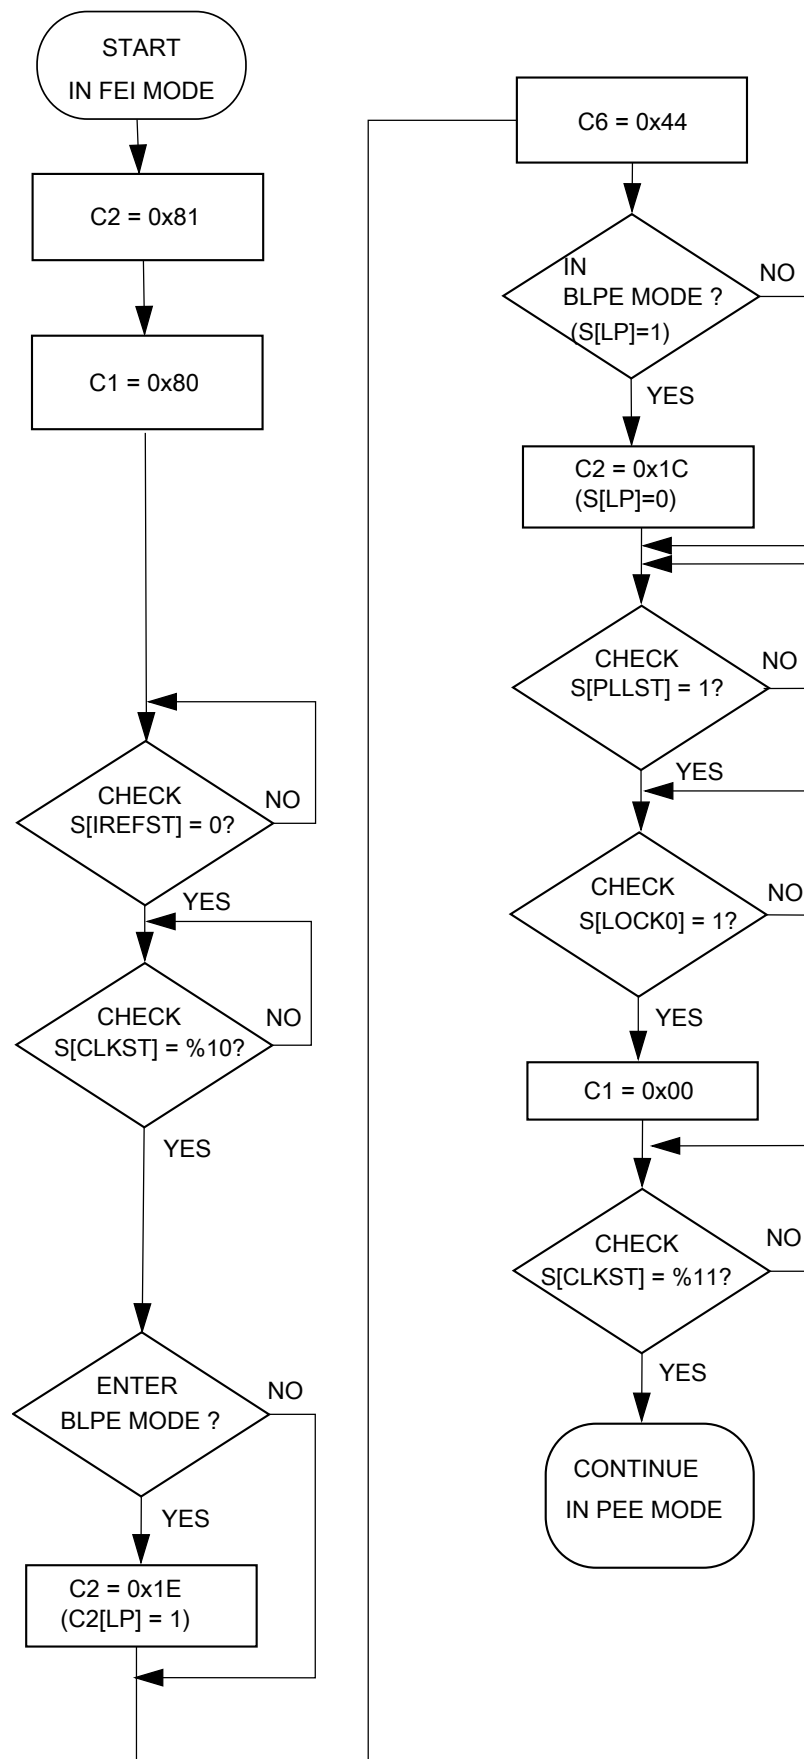 START
IN FEI MODE
C2 = 0x81
C1 = 0x80
CHECK
S[IREFST] = 0?
NO
YES
CHECK
S[CLKST] = %10?
NO
YES
ENTER
BLPE MODE ?
NO
YES
C2 = 0x1E
(C2[LP] = 1)
C6 = 0x44
IN
BLPE MODE ?
(S[LP]=1)
NO
YES
C2 = 0x1C
(S[LP]=0)
CHECK
S[PLLST] = 1?
NO
YES
CHECK
S[LOCK0] = 1?
NO
YES
C1 = 0x00
CHECK
S[CLKST] = %11?
NO
YES
CONTINUE
IN PEE MODE